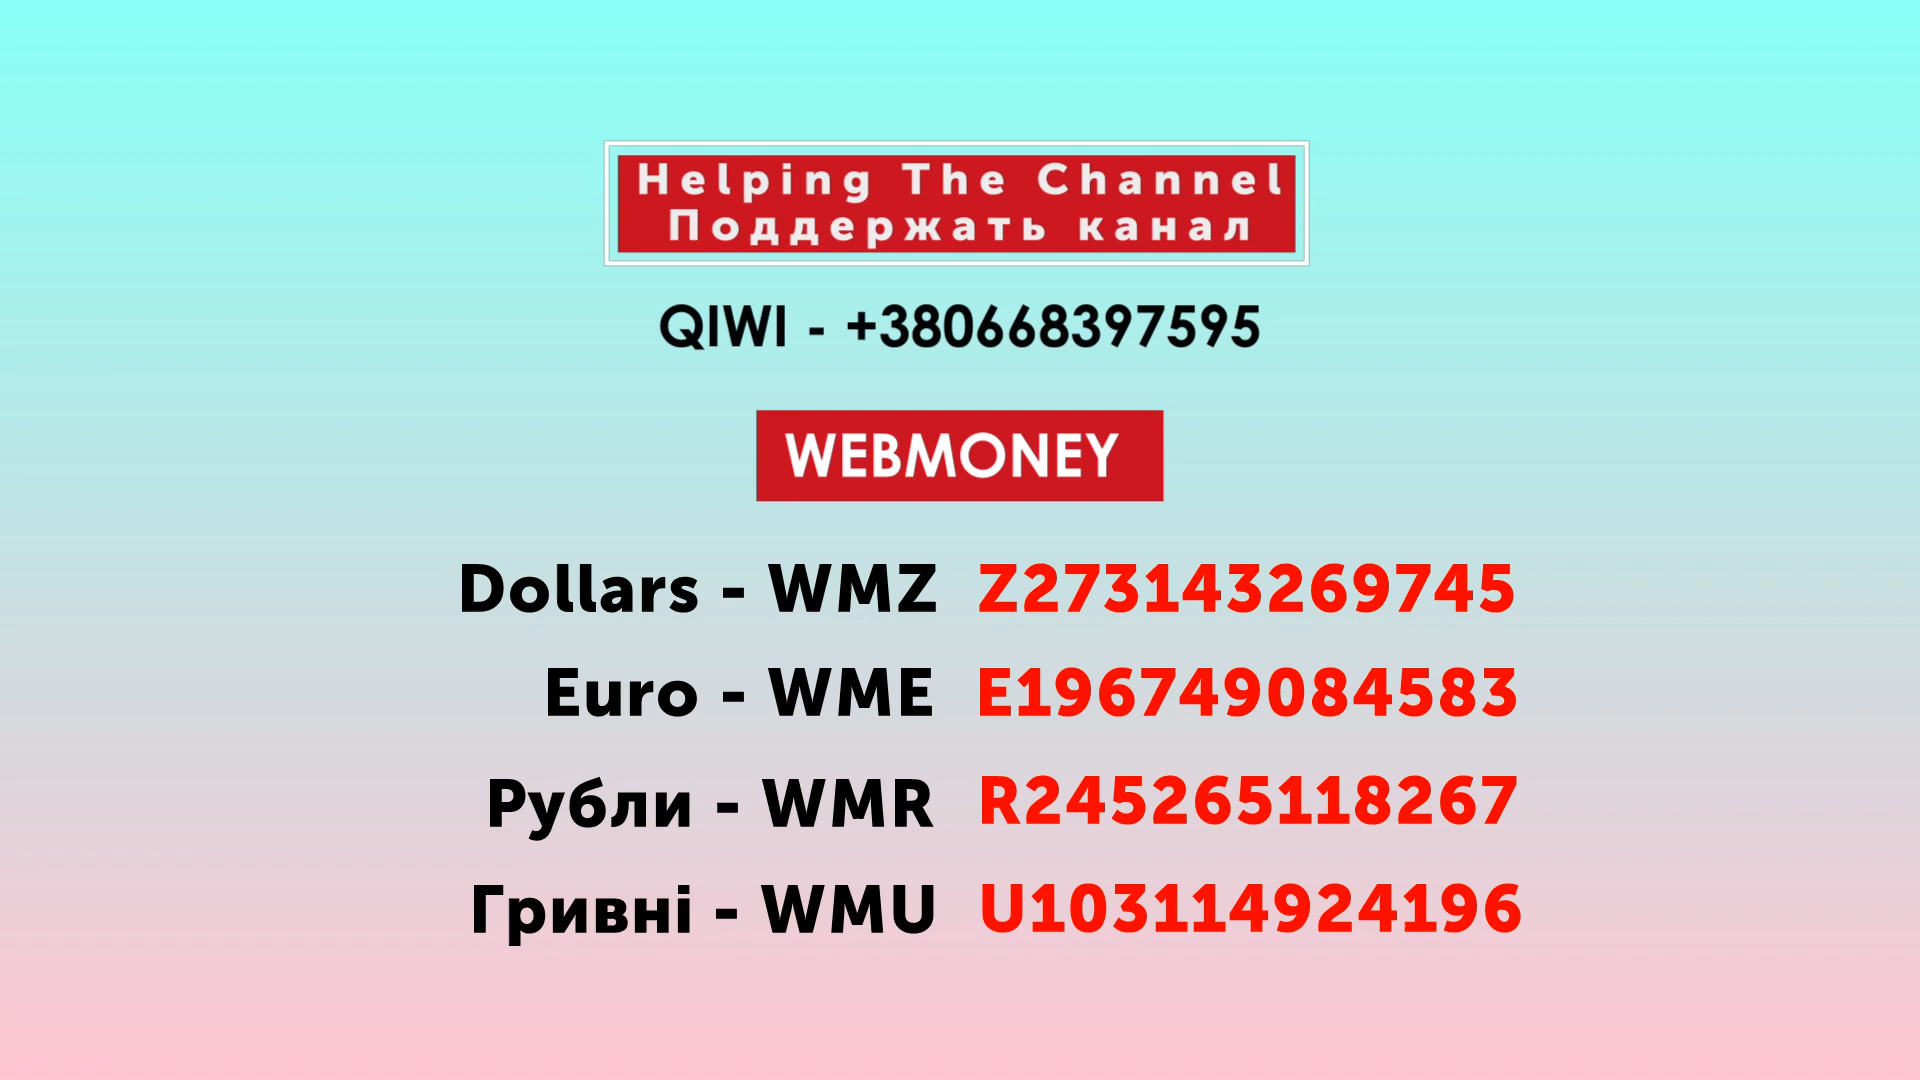 Helping The Channel
Поддержать канал
QIWI - +380668397595
WEBMONEY
Dollars - WMZ Z273143269745
Euro - WME E196749084583
Рубли - WMR R245265118267
Гривні - WMU U103114924196